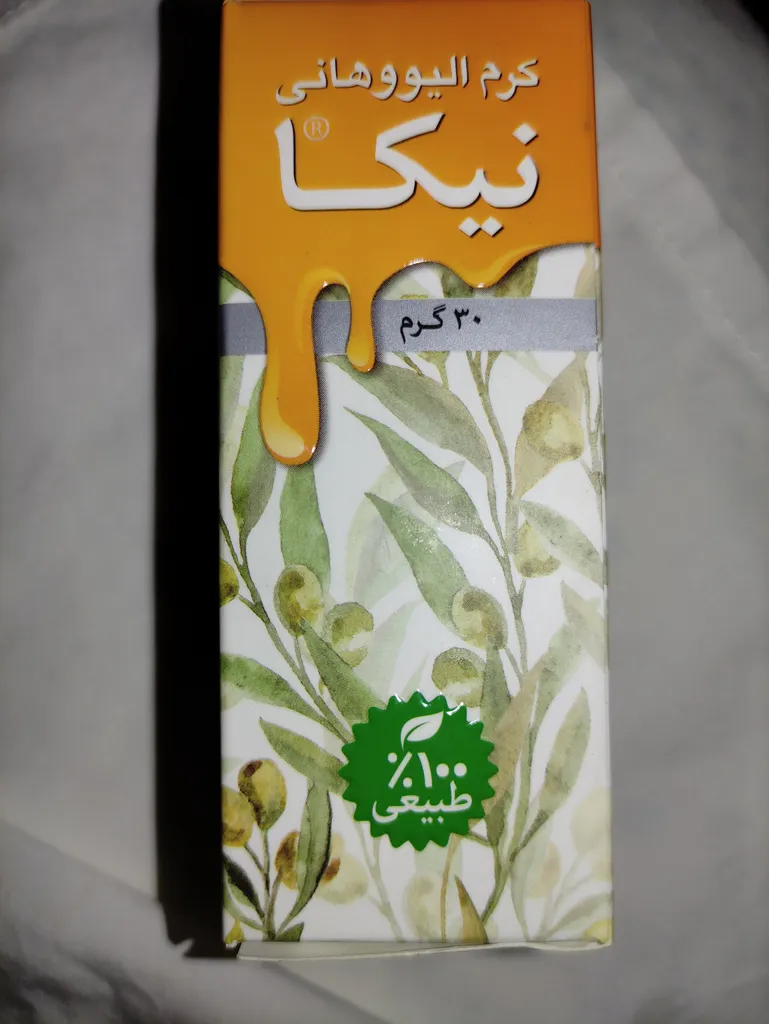 کرم الیووهانی
نیکا ®
۳۰ گرم
٪۱۰۰
طبیعی